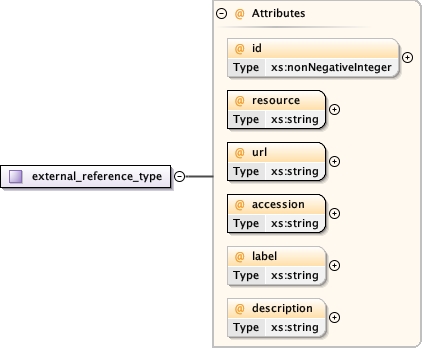 @ Attributes
@ id
Type xs:nonNegativeInteger
@ resource
Type xs:string
@ url
Type xs:string
external_reference_type
@ accession
Type xs:string
@ label
Type xs:string
@ description
Type xs:string